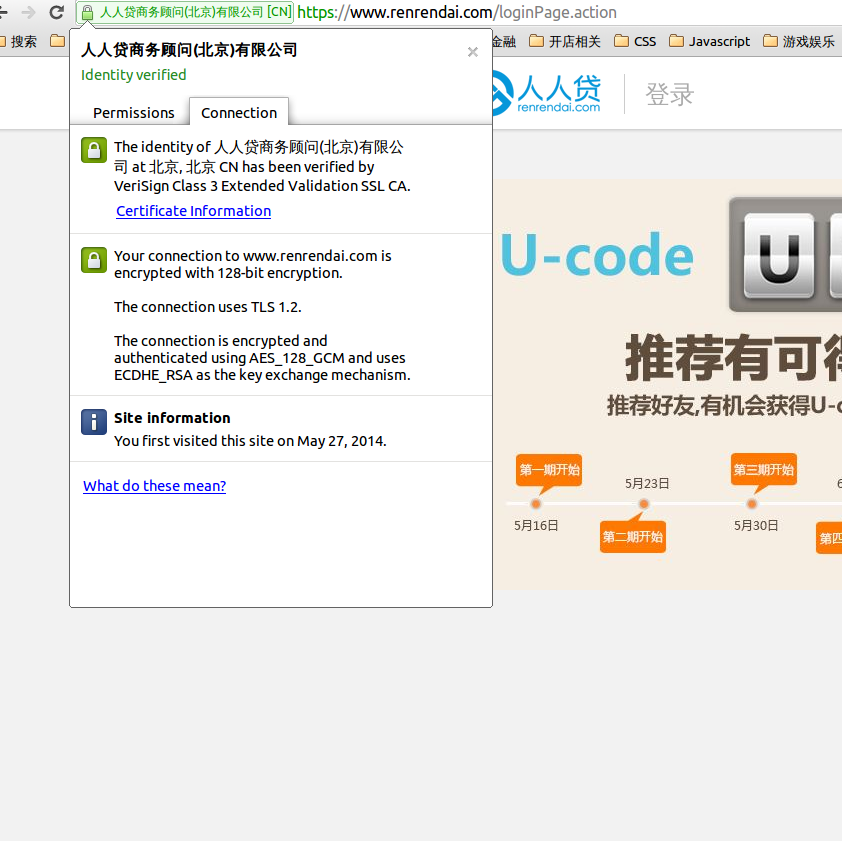 人人贷商务顾问(北京)有限公司 [CN] https://www.renrendai.com/loginPage.action
搜索
金融 开店相关 CSS Javascript 游戏娱乐
人人贷商务顾问(北京)有限公司
Identity verified
Permissions Connection
The identity of 人人贷商务顾问(北京)有限公
司 at 北京, 北京 CN has been verified by
VeriSign Class 3 Extended Validation SSL CA.
Certificate Information
Your connection to www.renrendai.com is
encrypted with 128-bit encryption.
The connection uses TLS 1.2.
The connection is encrypted and
authenticated using AES_128_GCM and uses
ECDHE_RSA as the key exchange mechanism.
Site information
You first visited this site on May 27, 2014.
What do these mean?
人人贷
renrendai.com
登录
U-code
U
推荐有可得
推荐好友,有机会获得U-c
第一期开始
5月23日
第三期开始
5月16日
第二期开始
5月30日
第四